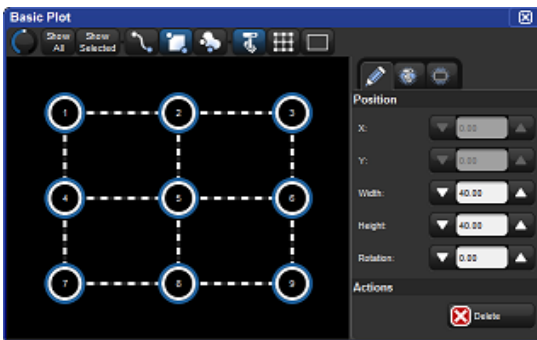 Basic Plot
Show All
Show Selected
1 2 3
4 5 6
7 8 9
Position
X: 0.00
Y: 0.00
Width: 40.00
Height: 40.00
Rotation: 0.00
Actions
Delete